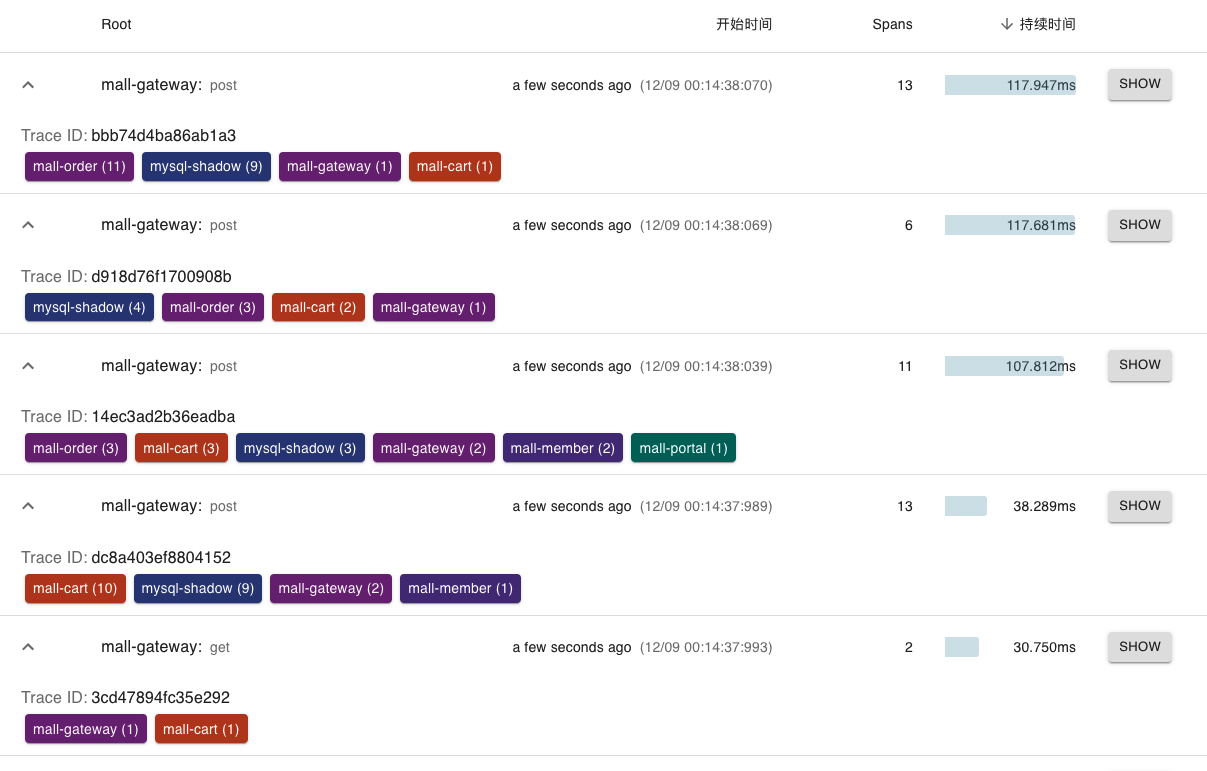 Root 开始时间 Spans 持续时间
mall-gateway: post a few seconds ago (12/09 00:14:38:070) 13 117.947ms SHOW
Trace ID: bbb74d4ba86ab1a3
mall-order (11) mysql-shadow (9) mall-gateway (1) mall-cart (1)
mall-gateway: post a few seconds ago (12/09 00:14:38:069) 6 117.681ms SHOW
Trace ID: d918d76f1700908b
mysql-shadow (4) mall-order (3) mall-cart (2) mall-gateway (1)
mall-gateway: post a few seconds ago (12/09 00:14:38:039) 11 107.812ms SHOW
Trace ID: 14ec3ad2b36eadba
mall-order (3) mall-cart (3) mysql-shadow (3) mall-gateway (2) mall-member (2) mall-portal (1)
mall-gateway: post a few seconds ago (12/09 00:14:37:989) 13 38.289ms SHOW
Trace ID: dc8a403ef8804152
mall-cart (10) mysql-shadow (9) mall-gateway (2) mall-member (1)
mall-gateway: get a few seconds ago (12/09 00:14:37:993) 2 30.750ms SHOW
Trace ID: 3cd47894fc35e292
mall-gateway (1) mall-cart (1)